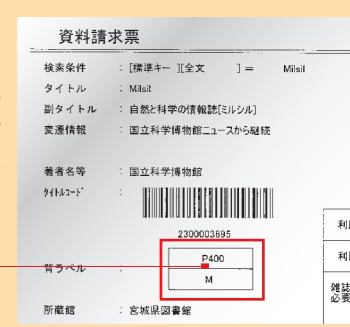 資料請求票
検索条件 : [標準キー ][全文 ] = Milsil
タイトル : Milsil
副タイトル : 自然と科学の情報誌[ミルシル]
変遷情報 : 国立科学博物館ニュースから継続
著者名等 : 国立科学博物館
タイトルコード :
2300003895
背ラベル :
P400
M
所蔵館 : 宮城県図書館
利
利
雑誌
必要